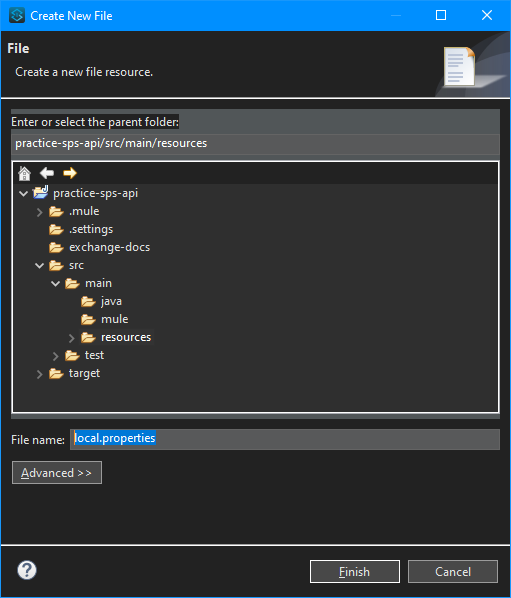 Create New File
File
Create a new file resource.
Enter or select the parent folder:
practice-sps-api/src/main/resources
practice-sps-api
.mule
.settings
exchange-docs
src
main
java
mule
resources
test
target
File name: local.properties
Advanced >>
Finish Cancel